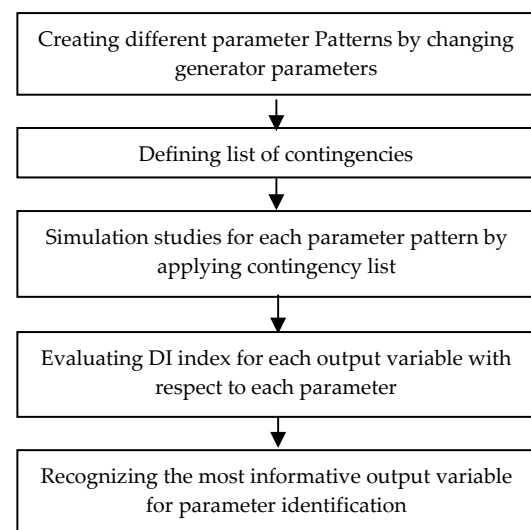 Creating different parameter Patterns by changing
generator parameters
Defining list of contingencies
Simulation studies for each parameter pattern by
applying contingency list
Evaluating DI index for each output variable with
respect to each parameter
Recognizing the most informative output variable
for parameter identification